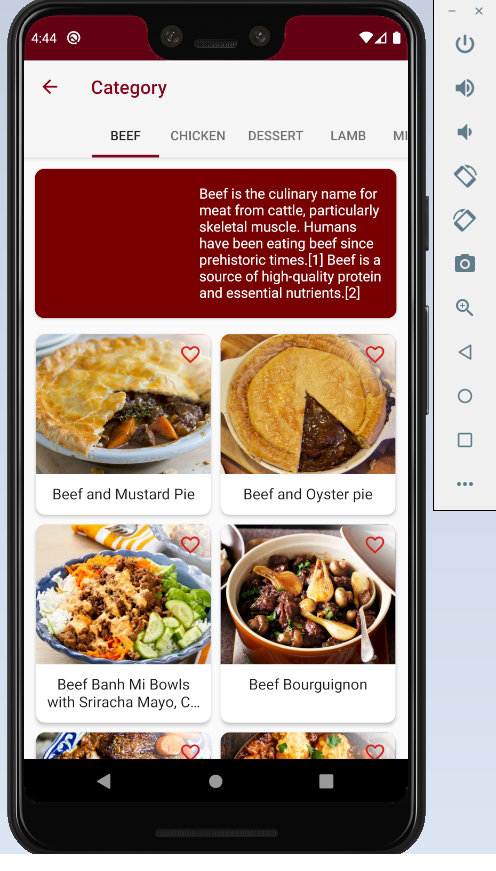 4:44
Category
BEEF CHICKEN DESSERT LAMB
Beef is the culinary name for
meat from cattle, particularly
skeletal muscle. Humans
have been eating beef since
prehistoric times.[1] Beef is a
source of high-quality protein
and essential nutrients.[2]
Beef and Mustard Pie
Beef and Oyster pie
Beef Banh Mi Bowls
with Sriracha Mayo, C...
Beef Bourguignon